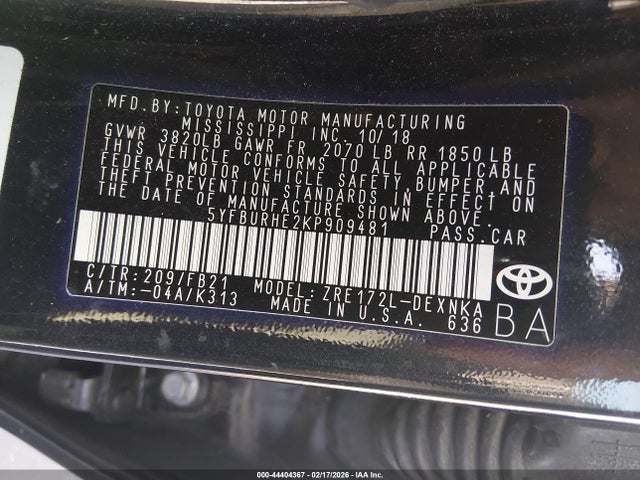 MFD.BY:TOYOTA MOTOR MANUFACTURING
MISSISSIPPI INC. 10/18
GVWR 3820LB GAWR FR 2070LB RR 1850LB
THIS VEHICLE CONFORMS TO ALL APPLICABLE
FEDERAL MOTOR VEHICLE SAFETY, BUMPER, AND
THEFT PREVENTION STANDARDS IN EFFECT ON
THE DATE OF MANUFACTURE SHOWN ABOVE.
5YFBURHE2KP909481 PASS.CAR
C/TR:209/FB21 MODEL:ZRE172L-DEXNKA
A/TM:-04A/K313 MADE IN U.S.A. 636
BA
000-44404367 - 02/17/2026 - IAA Inc.